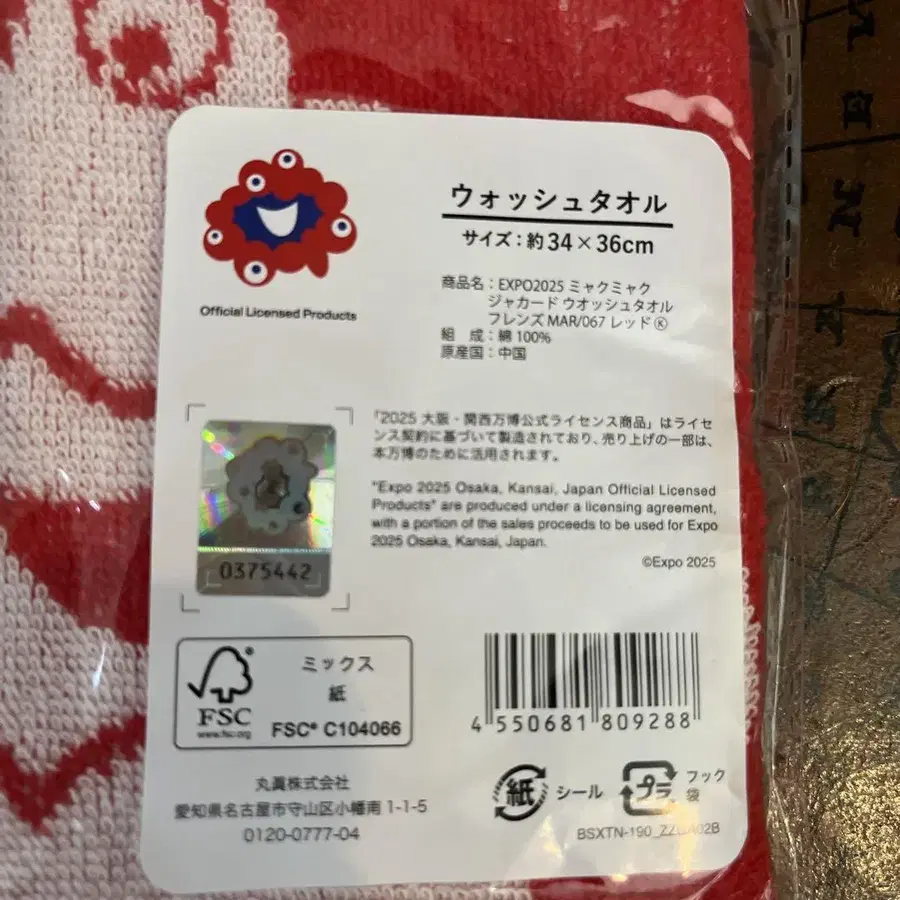 Official Licensed Products
ウォッシュタオル
サイズ：約34×36cm
商品名：EXPO2025 ミャクミャク
ジャカード ウオッシュタオル
フレンズ MAR/067 レッド Ⓚ
組　成：綿 100%
原産国：中国
「2025 大阪・関西万博公式ライセンス商品」はライセ
ンス契約に基づいて製造されており、売り上げの一部は、
本万博のために活用されます。
"Expo 2025 Osaka, Kansai, Japan Official Licensed
Products" are produced under a licensing agreement,
with a portion of the sales proceeds to be used for Expo
2025 Osaka, Kansai, Japan.
©Expo 2025
0375442
FSC®
www.fsc.org
ミックス
紙
FSC® C104066
4 550681 809288
丸眞株式会社
愛知県名古屋市守山区小幡南 1-1-5
0120-0777-04
紙 シール
プラ フック
袋